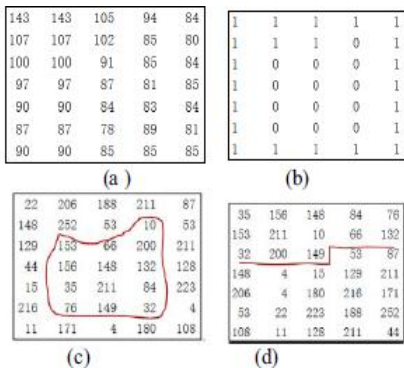 143 143 105 94 84
107 107 102 85 80
100 100 91 85 84
97 97 87 81 85
90 90 84 83 84
87 87 78 89 81
90 90 85 85 85
(a )
1 1 1 1 1
1 1 1 0 1
1 0 0 0 1
1 0 0 0 1
1 0 0 0 1
1 0 0 0 1
1 1 1 1 1
(b)
22 206 188 211 87
148 252 53 10 53
129 153 66 200 211
44 156 148 132 128
15 35 211 84 223
216 76 149 32 4
11 171 4 180 108
(c)
35 156 148 84 76
153 211 10 66 132
32 200 149 53 87
148 4 15 129 211
206 4 180 216 171
53 22 223 188 252
108 11 128 211 44
(d)